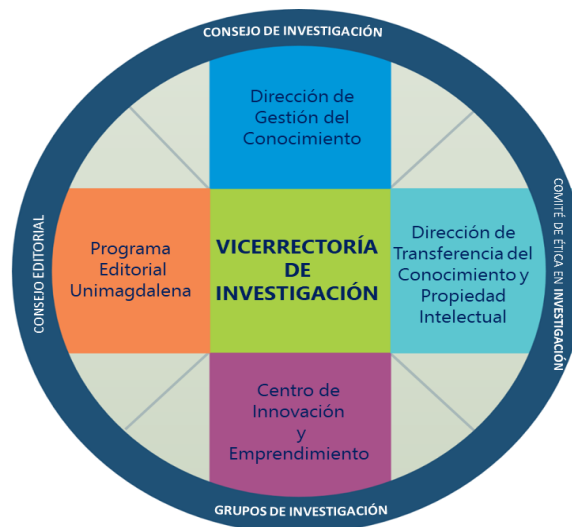 CONSEJO DE INVESTIGACIÓN
Dirección de
Gestión del
Conocimiento
CONSEJO EDITORIAL
Programa
Editorial
Unimagdalena
VICERRECTORÍA
DE
INVESTIGACIÓN
Dirección de
Transferencia del
Conocimiento y
Propiedad
Intelectual
COMITÉ DE ÉTICA EN INVESTIGACIÓN
Centro de
Innovación
y
Emprendimiento
GRUPOS DE INVESTIGACIÓN